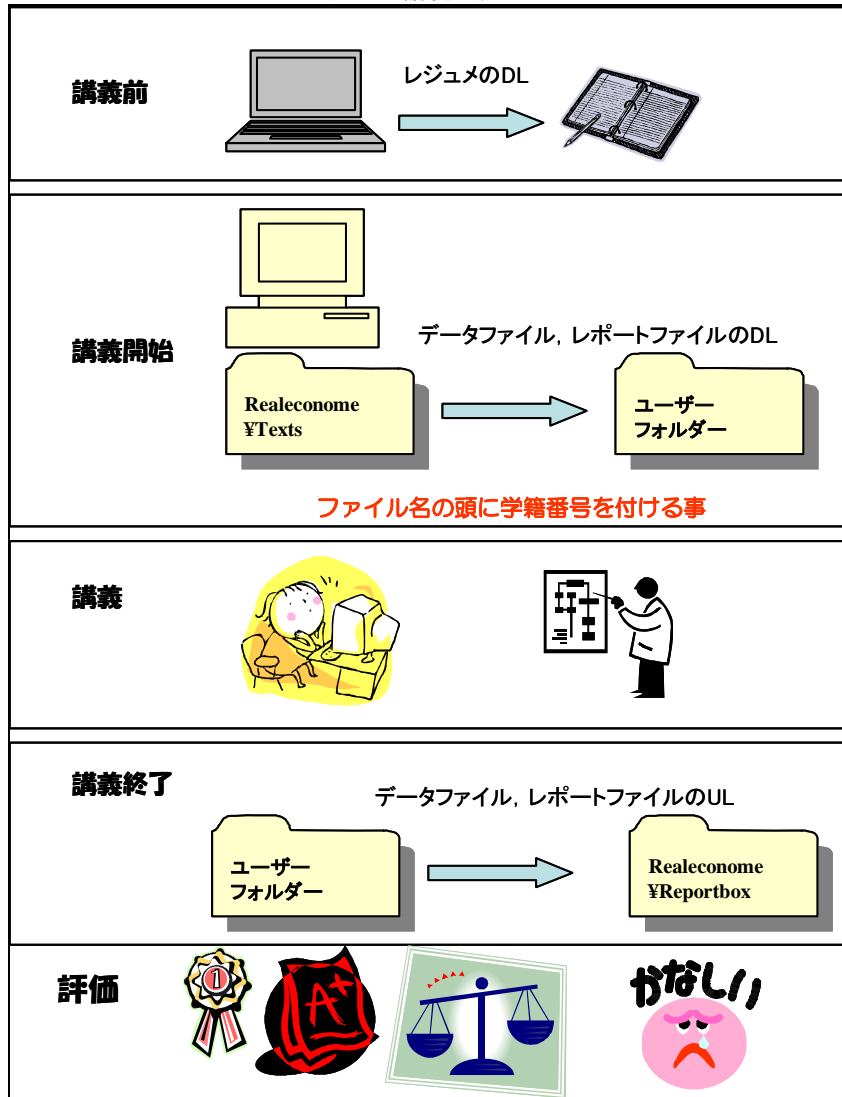 講義前
レジュメのDL
講義開始
データファイル，レポートファイルのDL
Realeconome
¥Texts
ユーザー
フォルダー
ファイル名の頭に学籍番号を付ける事
講義
講義終了
データファイル，レポートファイルのUL
ユーザー
フォルダー
Realeconome
¥Reportbox
評価
1
A+
かなしい